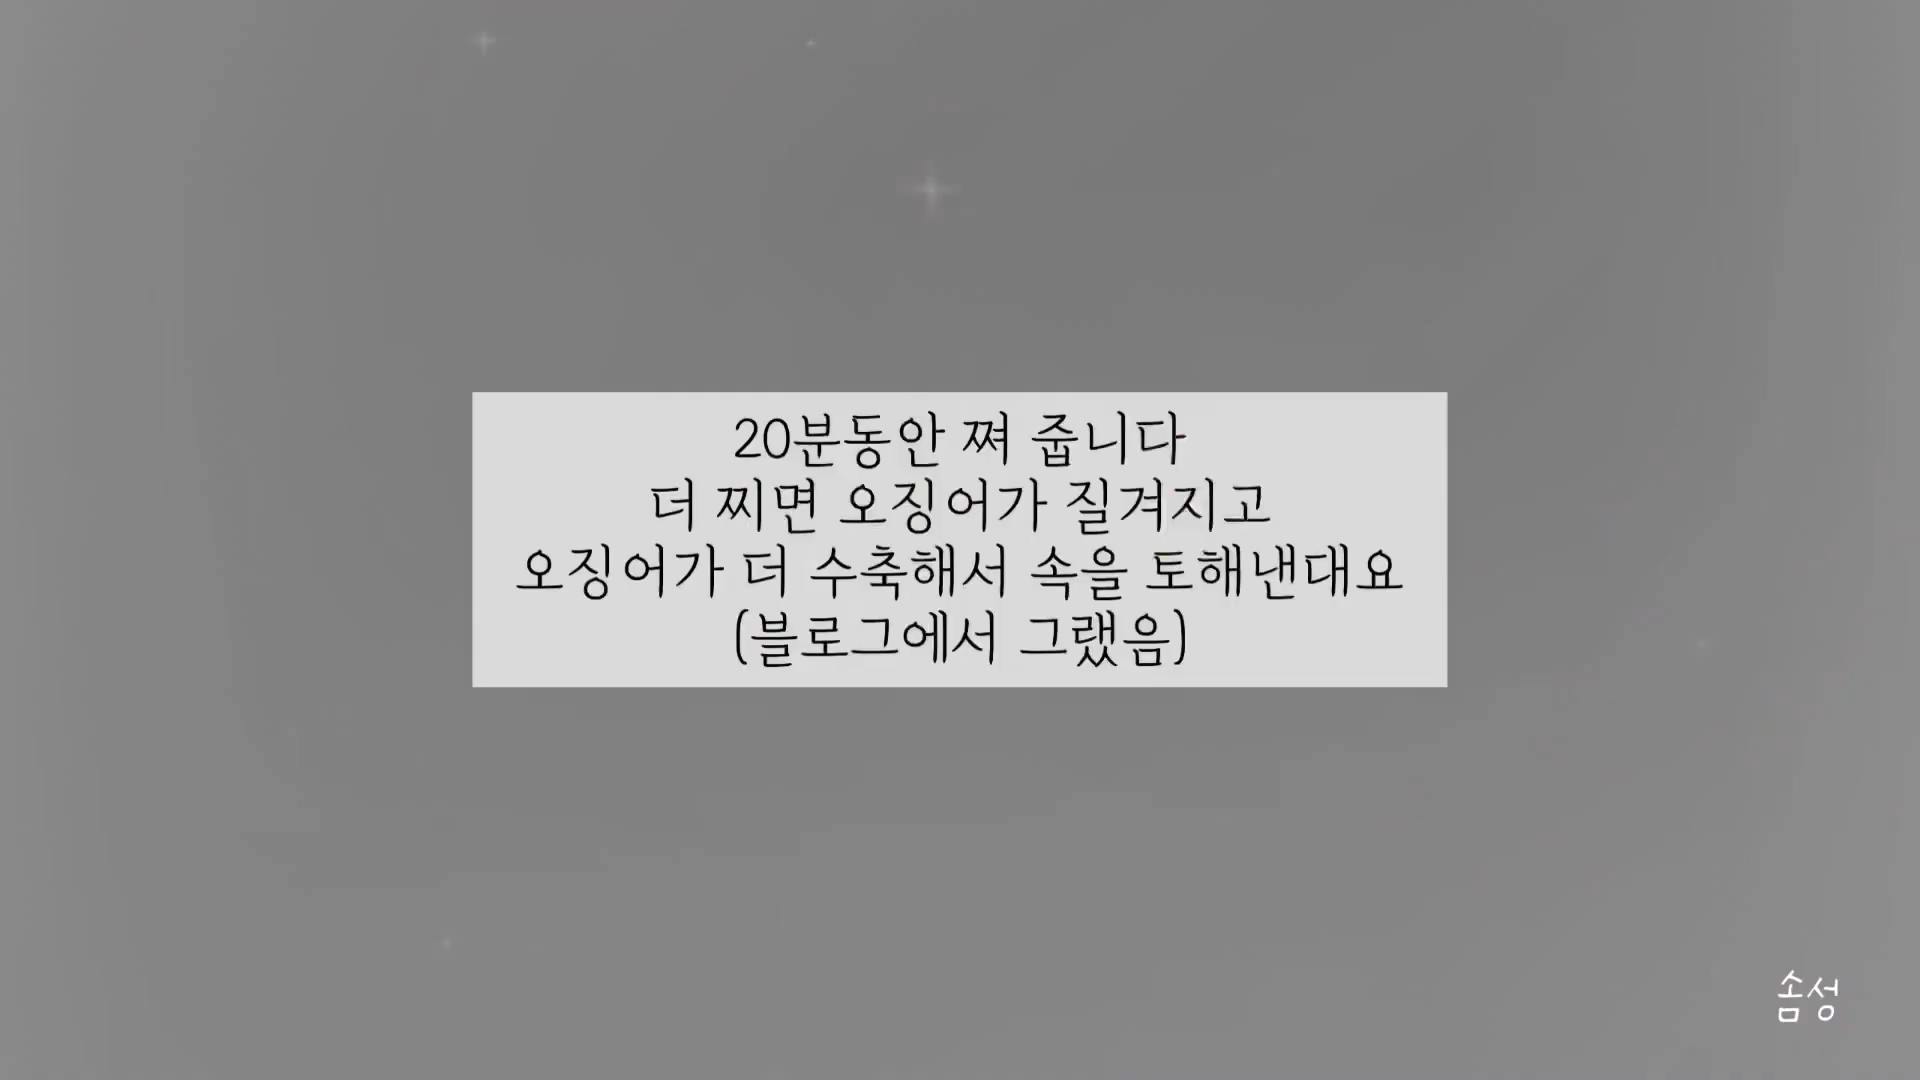 20분동안 쪄 줍니다
더 찌면 오징어가 질겨지고
오징어가 더 수축해서 속을 토해낸대요
(블로그에서 그랬음)
솜성